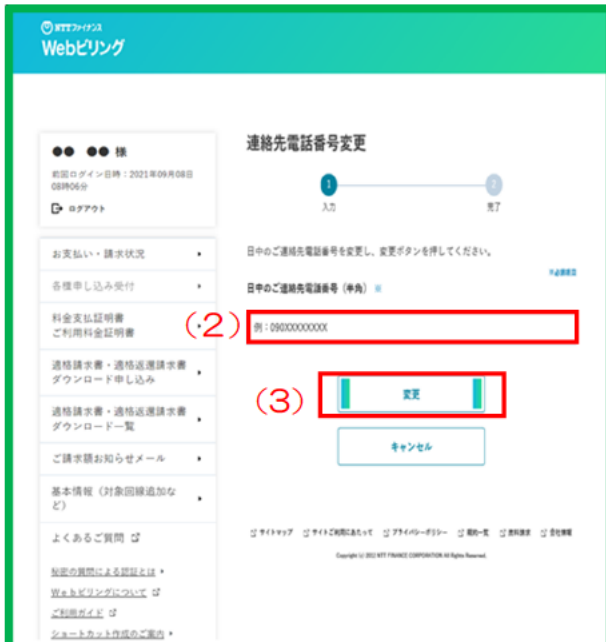 NTTファイナンス
Webビリング
●● ●● 様
前回ログイン日時：2021年09月08日
08時06分
ログアウト
お支払い・請求状況
各種申し込み受付
料金支払証明書
ご利用料金証明書
適格請求書・適格返還請求書
ダウンロード申し込み
適格請求書・適格返還請求書
ダウンロード一覧
ご請求額お知らせメール
基本情報（対象回線追加な
ど）
よくあるご質問
秘密の質問による認証とは
Webビリングについて
ご利用ガイド
ショートカット作成のご案内
連絡先電話番号変更
1
2
入力
完了
日中のご連絡先電話番号を変更し、変更ボタンを押してください。
※必須項目
日中のご連絡先電話番号（半角） ※
（2）
例：090XXXXXXXX
（3）
変更
キャンセル
サイトマップ サイトご利用にあたって プライバシーポリシー 規約一覧 資料請求 会社情報
Copyright (c) 2012 NTT FINANCE CORPORATION All Rights Reserved.